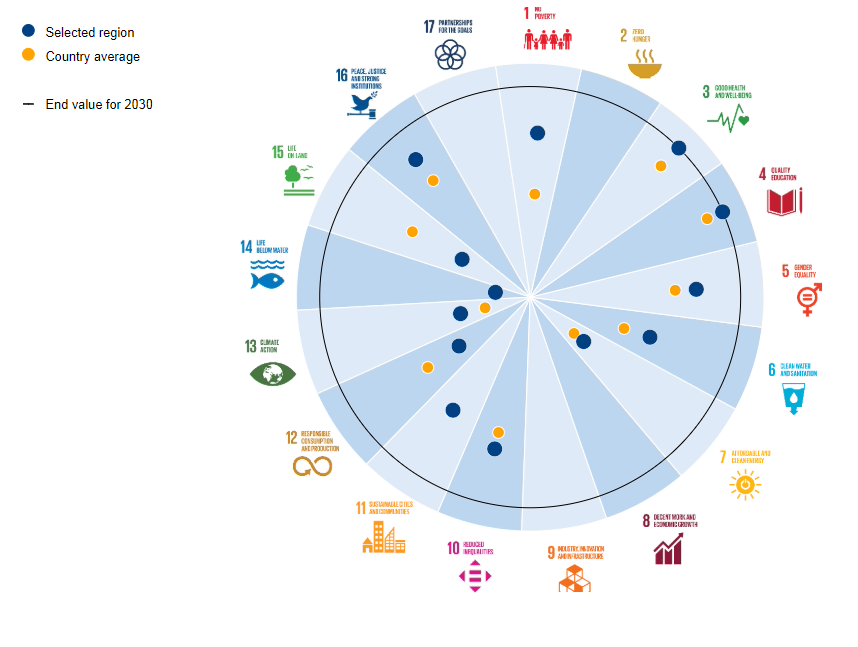 Selected region
Country average
End value for 2030
1 NO
POVERTY
2 ZERO
HUNGER
3 GOOD HEALTH
AND WELL-BEING
4 QUALITY
EDUCATION
5 GENDER
EQUALITY
6 CLEAN WATER
AND SANITATION
7 AFFORDABLE AND
CLEAN ENERGY
8 DECENT WORK AND
ECONOMIC GROWTH
9 INDUSTRY, INNOVATION
AND INFRASTRUCTURE
10 REDUCED
INEQUALITIES
11 SUSTAINABLE CITIES
AND COMMUNITIES
12 RESPONSIBLE
CONSUMPTION
AND PRODUCTION
13 CLIMATE
ACTION
14 LIFE
BELOW WATER
15 LIFE
ON LAND
16 PEACE, JUSTICE
AND STRONG
INSTITUTIONS
17 PARTNERSHIPS
FOR THE GOALS